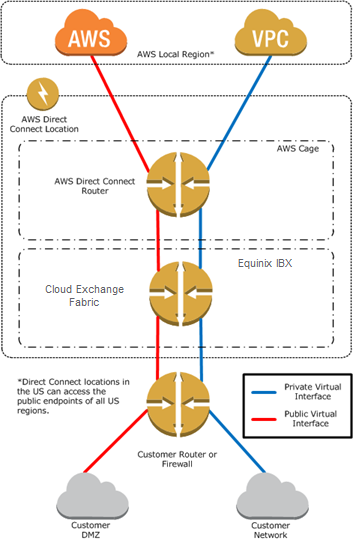 AWS
VPC
AWS Local Region*
AWS Direct
Connect Location
AWS Cage
AWS Direct Connect
Router
Equinix IBX
Cloud Exchange
Fabric
*Direct Connect locations in
the US can access the
public endpoints of all US
regions.
Private Virtual
Interface
Public Virtual
Interface
Customer Router or
Firewall
Customer
DMZ
Customer
Network